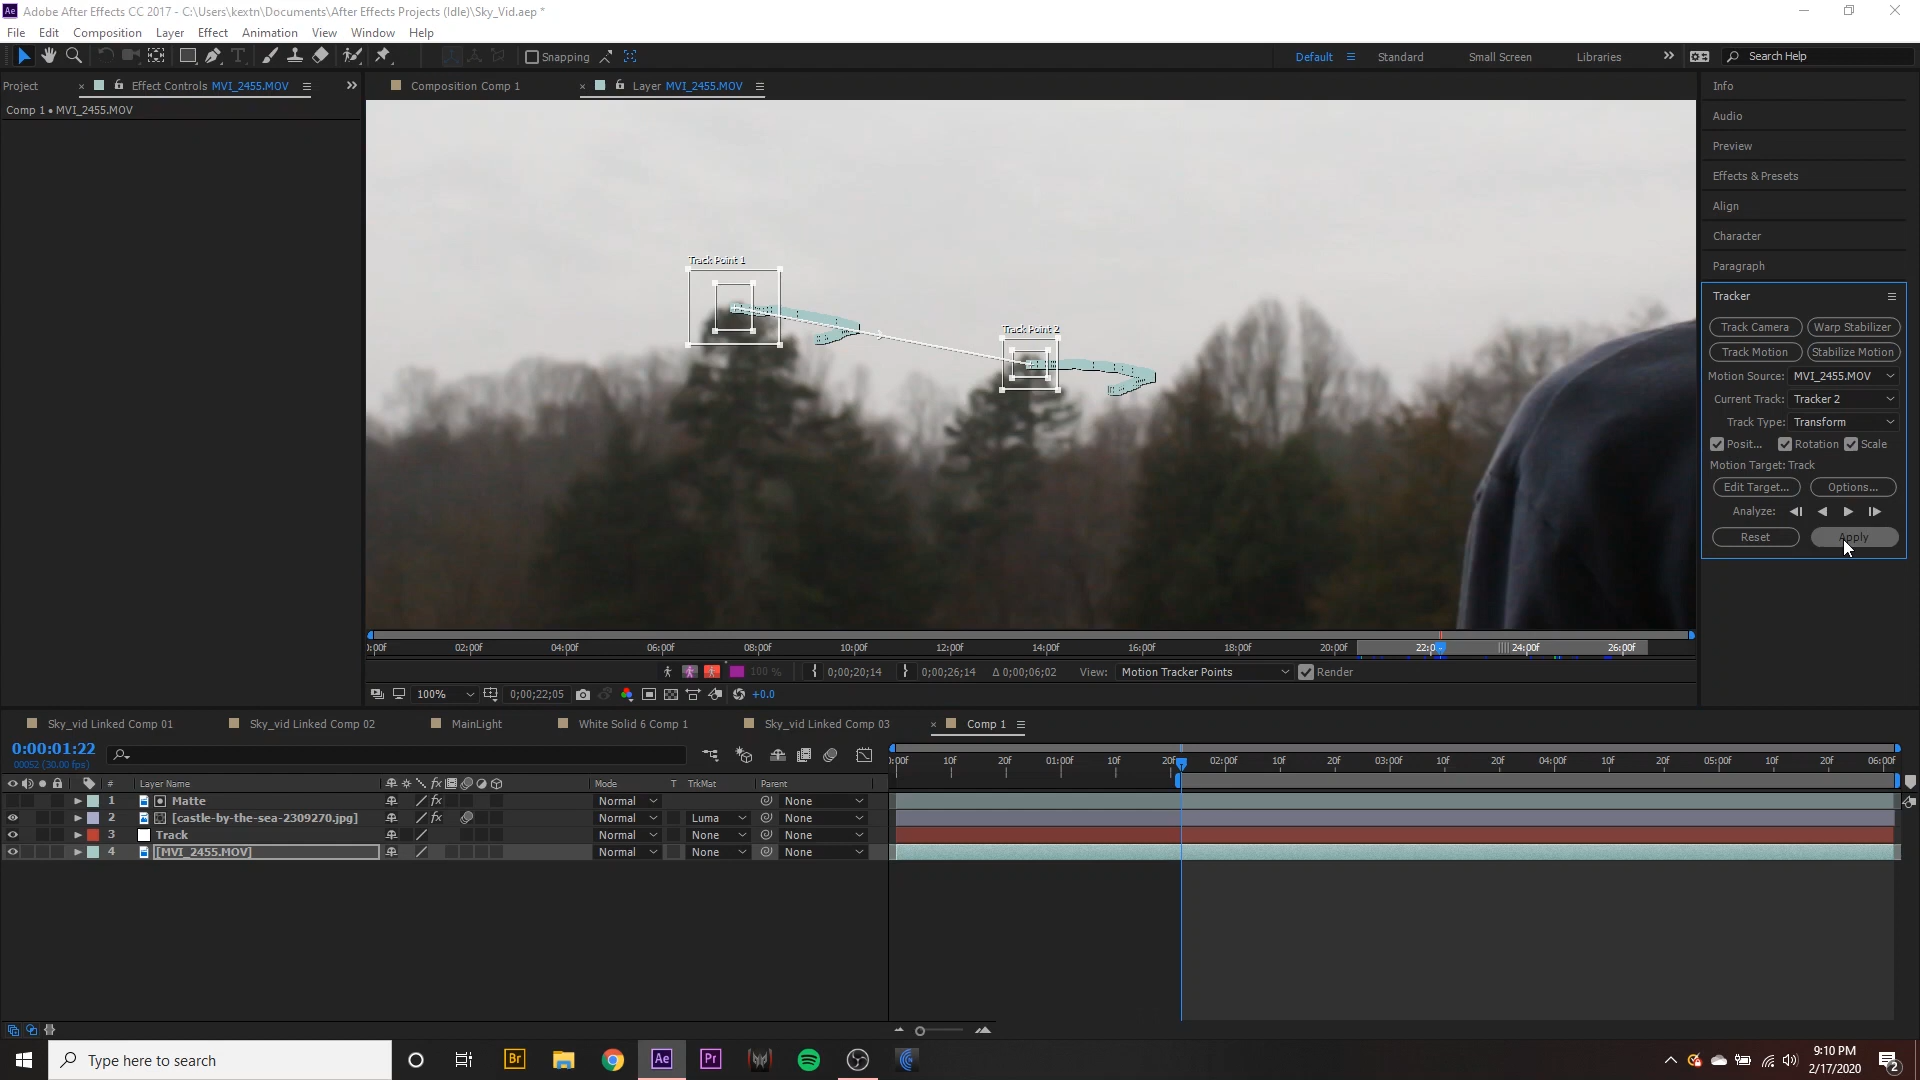 Ae Adobe After Effects CC 2017 - C:\Users\kextn\Documents\After Effects Projects (Idle)\Sky_Vid.aep *
File Edit Composition Layer Effect Animation View Window Help
Snapping Default Standard Small Screen Libraries Search Help
Project Effect Controls MVI_2455.MOV Composition Comp 1 Layer MVI_2455.MOV
Comp 1 • MVI_2455.MOV
Info
Audio
Preview
Effects & Presets
Align
Character
Paragraph
Track Point 1
Track Point 2
Tracker
Track Camera Warp Stabilizer
Track Motion Stabilize Motion
Motion Source: MVI_2455.MOV
Current Track: Tracker 2
Track Type: Transform
Posit... Rotation Scale
Motion Target: Track
Edit Target... Options...
Analyze:
Reset Apply
:00f 02:00f 04:00f 06:00f 08:00f 10:00f 12:00f 14:00f 16:00f 18:00f 20:00f 22:0 24:00f 26:00f
100 % 0;00;20;14 0;00;26;14 Δ 0;00;06;02 View: Motion Tracker Points Render
100% 0;00;22;05 +0.0
Sky_vid Linked Comp 01 Sky_vid Linked Comp 02 MainLight White Solid 6 Comp 1 Sky_vid Linked Comp 03 Comp 1
0:00:01:22
00052 (30.00 fps)
:00f 10f 20f 01:00f 10f 20f 02:00f 10f 20f 03:00f 10f 20f 04:00f 10f 20f 05:00f 10f 20f 06:00f
# Layer Name fx Mode T TrkMat Parent
1 Matte fx Normal None
2 [castle-by-the-sea-2309270.jpg] fx Normal Luma None
3 Track Normal None None
4 [MVI_2455.MOV] Normal None None
Type here to search Br Ae Pr 9:10 PM
2/17/2020 2